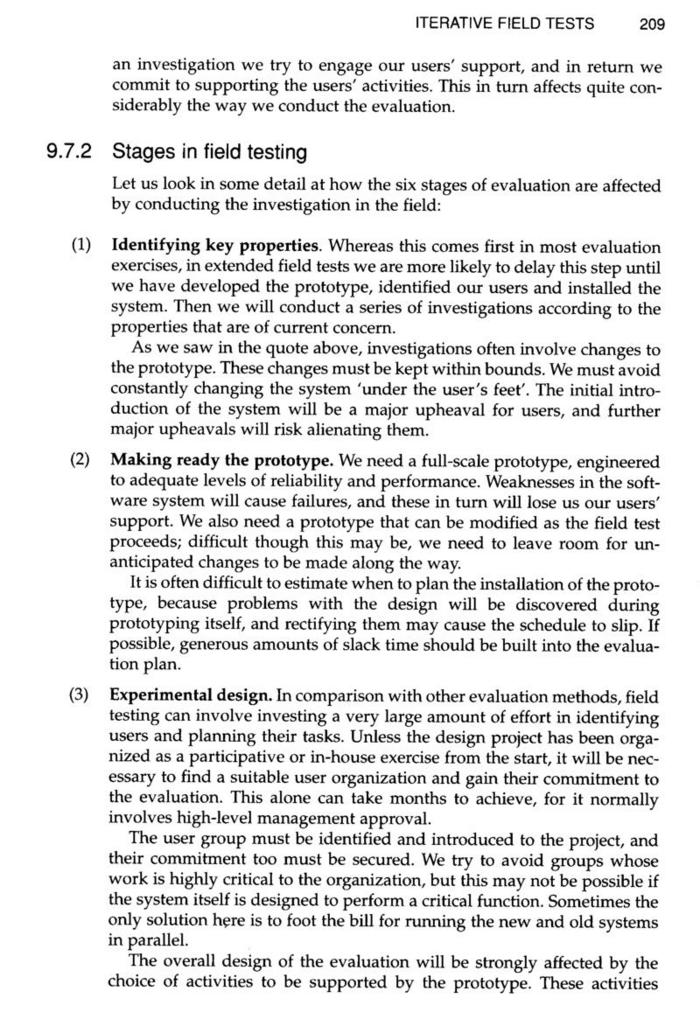 ITERATIVE FIELD TESTS 209
an investigation we try to engage our users' support, and in return we
commit to supporting the users' activities. This in turn affects quite con-
siderably the way we conduct the evaluation.
9.7.2 Stages in field testing
Let us look in some detail at how the six stages of evaluation are affected
by conducting the investigation in the field:
(1) Identifying key properties. Whereas this comes first in most evaluation
exercises, in extended field tests we are more likely to delay this step until
we have developed the prototype, identified our users and installed the
system. Then we will conduct a series of investigations according to the
properties that are of current concern.
As we saw in the quote above, investigations often involve changes to
the prototype. These changes must be kept within bounds. We must avoid
constantly changing the system 'under the user's feet'. The initial intro-
duction of the system will be a major upheaval for users, and further
major upheavals will risk alienating them.
(2) Making ready the prototype. We need a full-scale prototype, engineered
to adequate levels of reliability and performance. Weaknesses in the soft-
ware system will cause failures, and these in turn will lose us our users'
support. We also need a prototype that can be modified as the field test
proceeds; difficult though this may be, we need to leave room for un-
anticipated changes to be made along the way.
It is often difficult to estimate when to plan the installation of the proto-
type, because problems with the design will be discovered during
prototyping itself, and rectifying them may cause the schedule to slip. If
possible, generous amounts of slack time should be built into the evalua-
tion plan.
(3) Experimental design. In comparison with other evaluation methods, field
testing can involve investing a very large amount of effort in identifying
users and planning their tasks. Unless the design project has been orga-
nized as a participative or in-house exercise from the start, it will be nec-
essary to find a suitable user organization and gain their commitment to
the evaluation. This alone can take months to achieve, for it normally
involves high-level management approval.
The user group must be identified and introduced to the project, and
their commitment too must be secured. We try to avoid groups whose
work is highly critical to the organization, but this may not be possible if
the system itself is designed to perform a critical function. Sometimes the
only solution here is to foot the bill for running the new and old systems
in parallel.
The overall design of the evaluation will be strongly affected by the
choice of activities to be supported by the prototype. These activities